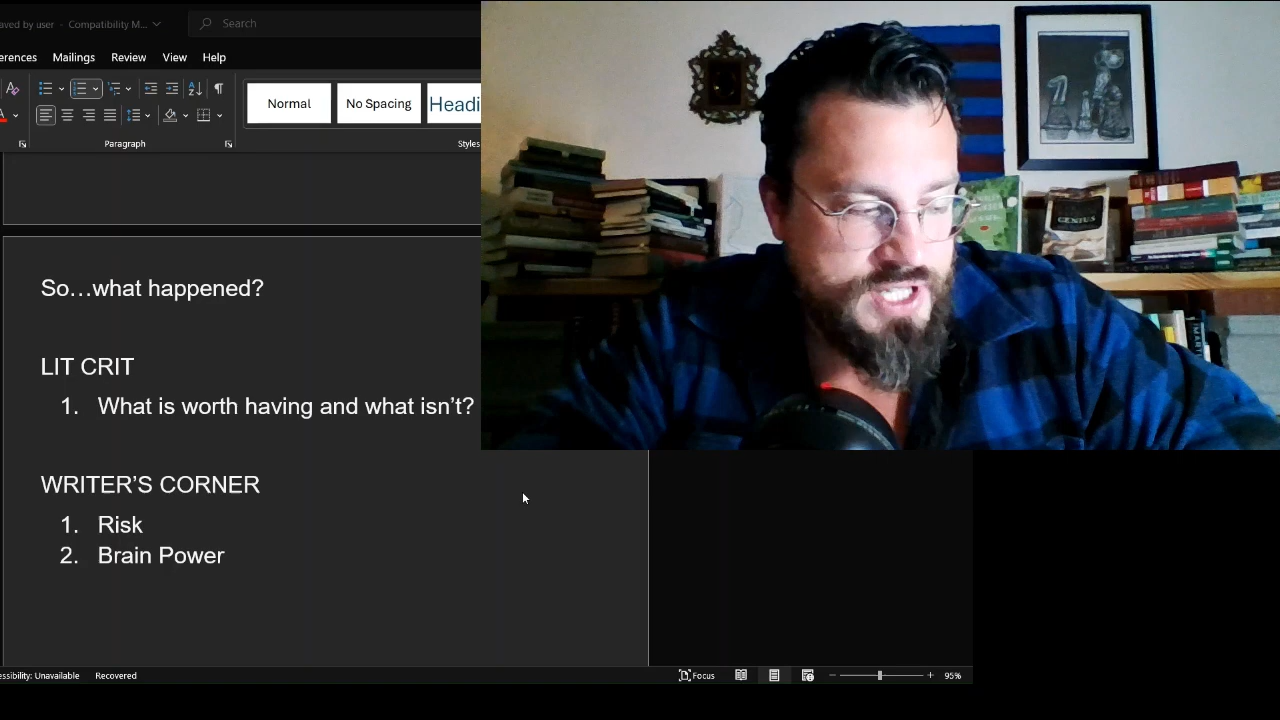 aved by user - Compatibility M...
Search
erences Mailings Review View Help
Normal
No Spacing
Headi
Paragraph
Styles
So…what happened?
LIT CRIT
1. What is worth having and what isn’t?
WRITER’S CORNER
1. Risk
2. Brain Power
GENIUS
essibility: Unavailable Recovered
Focus
95%